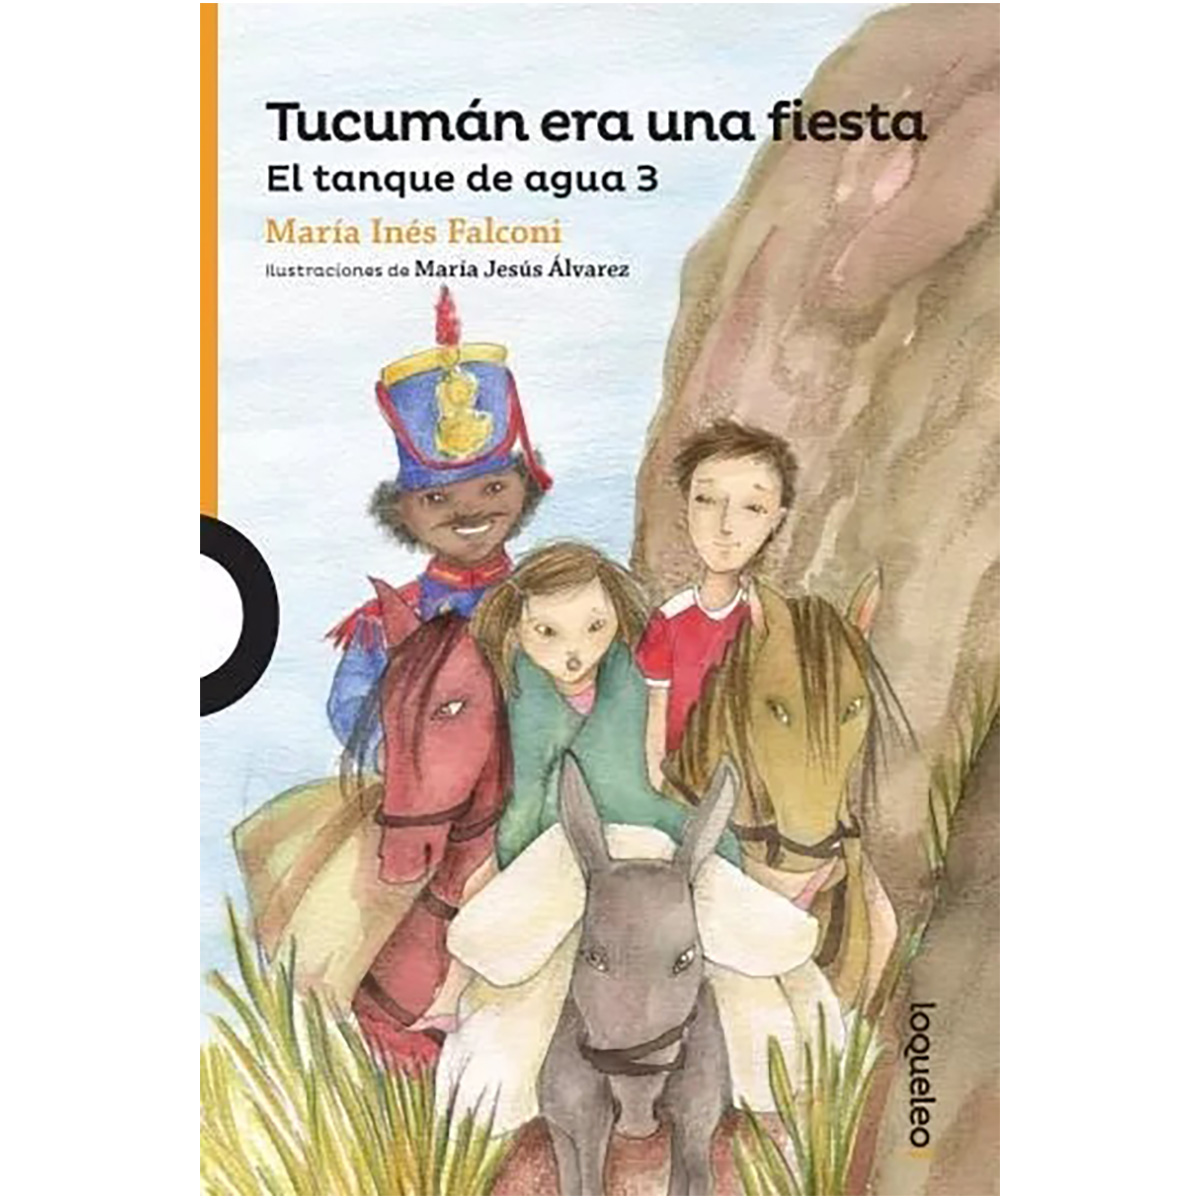 Tucumán era una fiesta
El tanque de agua 3
María Inés Falconi
Ilustraciones de María Jesús Álvarez
loqueleo